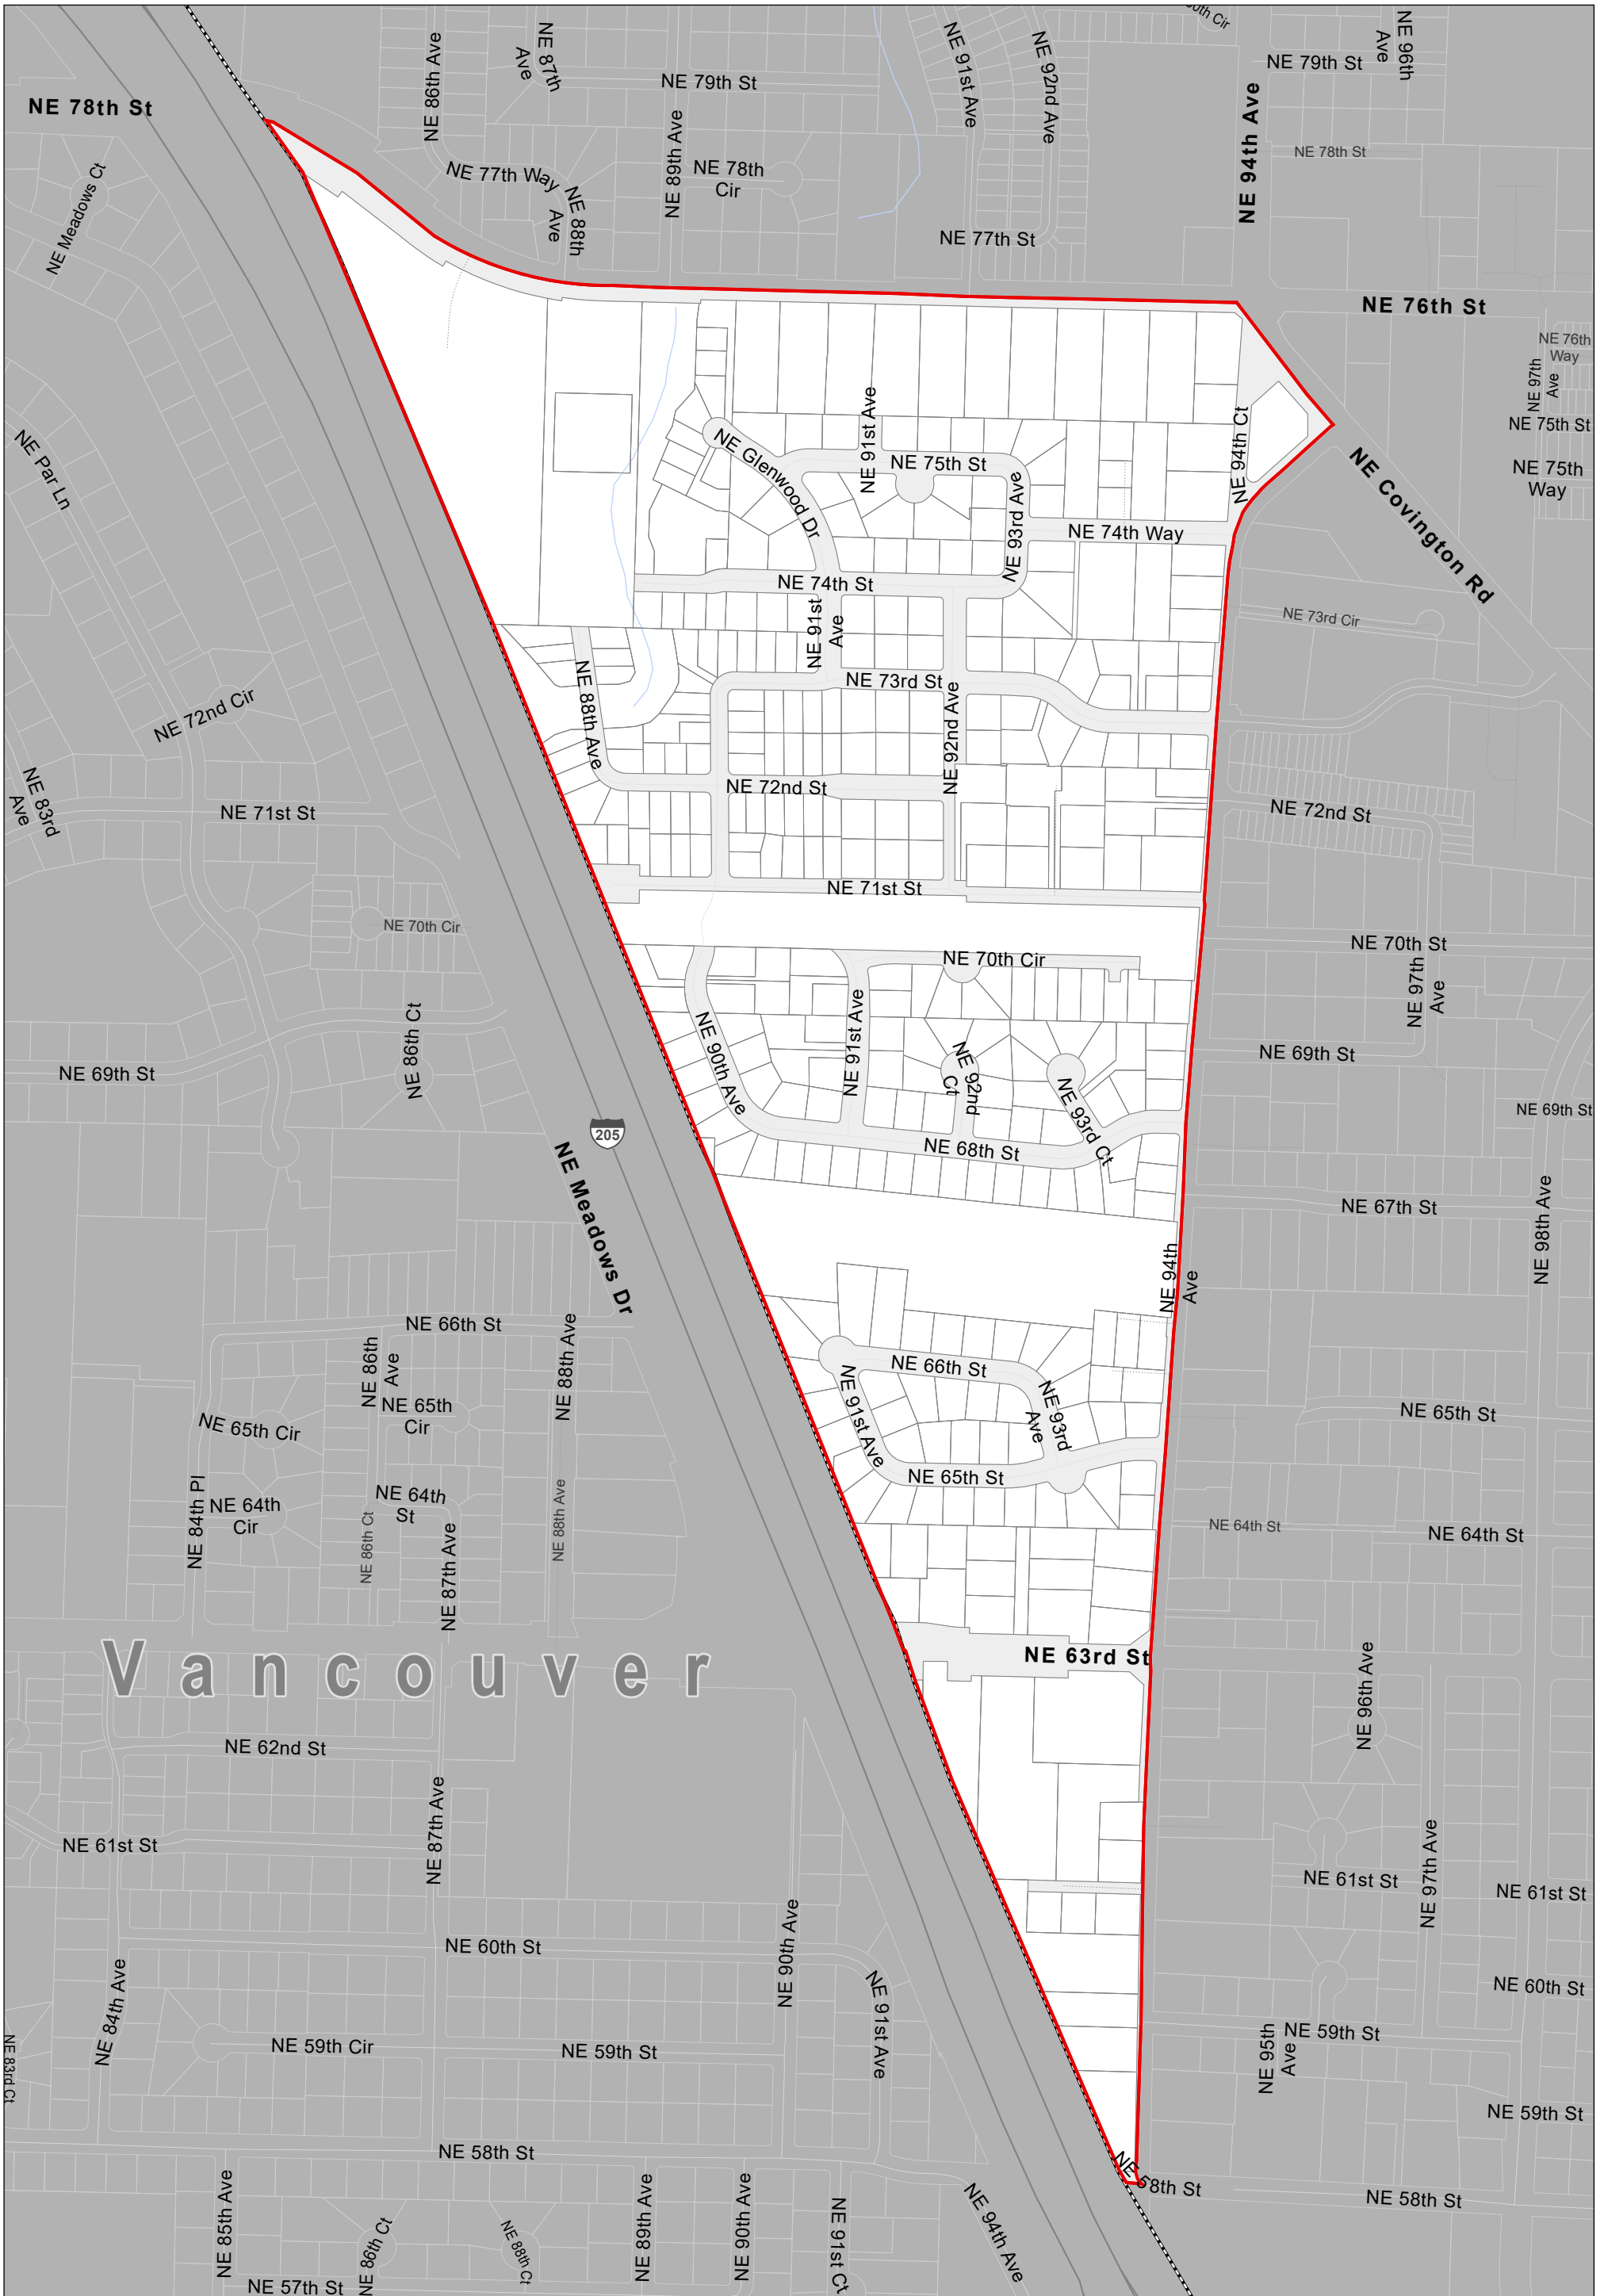 80th Cir
NE 96th
Ave
NE 87th
Ave
NE 86th Ave
NE 91st Ave
NE 92nd Ave
NE 79th St
NE 79th St
NE 78th St
NE 94th Ave
NE 89th Ave
NE 78th St
NE Meadows Ct
NE 77th Way
NE 78th
Cir
NE 88th
Ave
NE 77th St
NE 76th St
NE 76th
Way
NE 97th
Ave
NE 75th St
NE 75th
Way
NE 94th Ct
NE 91st Ave
NE Glenwood Dr
NE 75th St
NE 93rd Ave
NE Covington Rd
NE Par Ln
NE 74th Way
NE 74th St
NE 91st
Ave
NE 73rd Cir
NE 73rd St
NE 88th Ave
NE 92nd Ave
NE 72nd Cir
NE 83rd
Ave
NE 71st St
NE 72nd St
NE 72nd St
NE 71st St
NE 70th Cir
NE 70th Cir
NE 70th St
NE 97th
Ave
NE 91st Ave
NE 90th Ave
NE 92nd
Ct
NE 93rd Ct
NE 86th Ct
NE 69th St
NE 69th St
NE 69th St
205
NE 68th St
NE 67th St
NE 98th Ave
NE Meadows Dr
NE 94th
Ave
NE 66th St
NE 88th Ave
NE 86th
Ave
NE 66th St
NE 91st Ave
NE 93rd
Ave
NE 65th Cir
NE 65th
Cir
NE 65th St
NE 65th St
NE 84th Pl
NE 64th
Cir
NE 64th
St
NE 86th Ct
NE 87th Ave
NE 88th Ave
NE 64th St
NE 64th St
NE 63rd St
Vancouver
NE 96th Ave
NE 62nd St
NE 87th Ave
NE 61st St
NE 97th Ave
NE 61st St
NE 61st St
NE 60th St
NE 90th Ave
NE 91st Ave
NE 60th St
NE 84th Ave
NE 83rd Ct
NE 59th Cir
NE 59th St
NE 95th
Ave
NE 59th St
NE 59th St
NE 58th St
NE 58th St
NE 58th St
NE 85th Ave
NE 86th Ct
NE 88th Ct
NE 89th Ave
NE 90th Ave
NE 91st Ct
NE 94th Ave
NE 57th St